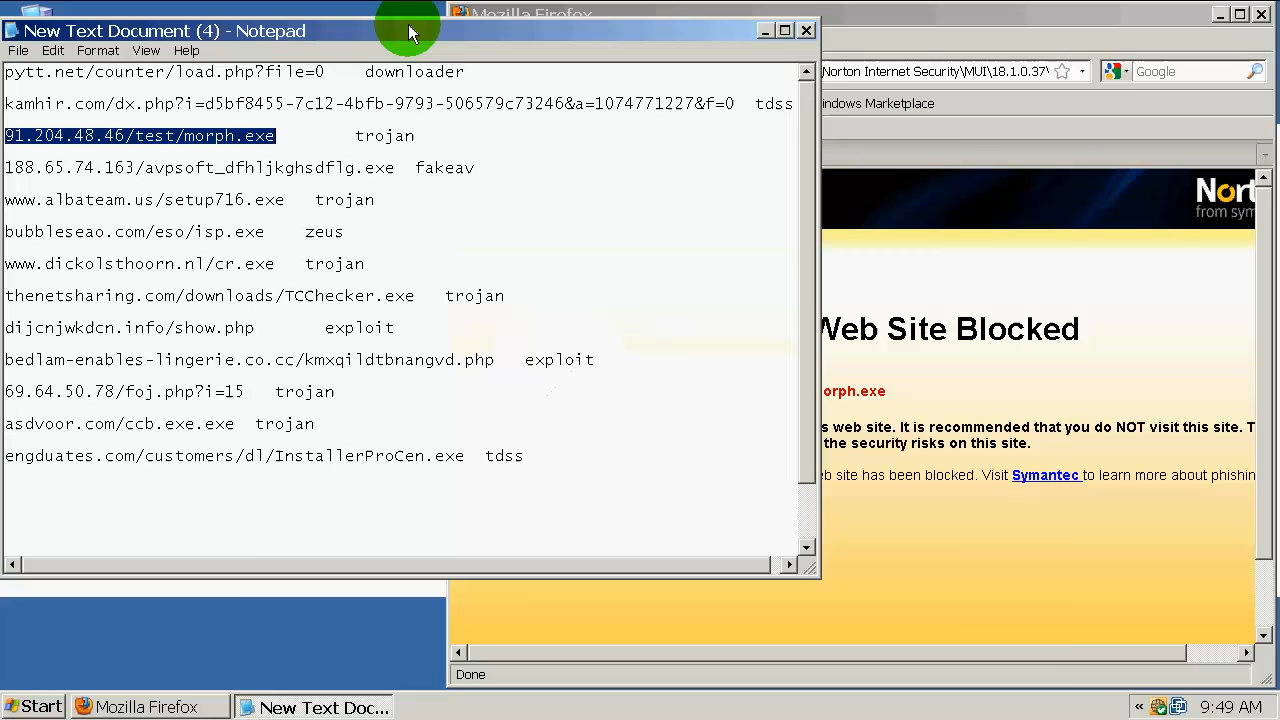 Mozilla Firefox
New Text Document (4) - Notepad
File Edit Format View Help
pytt.net/counter/load.php?file=0 downloader
kamhir.com/dx.php?i=d5bf8455-7c12-4bfb-9793-506579c73246&a=1074771227&f=0 tdss
91.204.48.46/test/morph.exe trojan
188.65.74.163/avpsoft_dfhljkghsdflg.exe fakeav
www.albateam.us/setup716.exe trojan
bubbleseao.com/eso/isp.exe zeus
www.dickolsthoorn.nl/cr.exe trojan
thenetsharing.com/downloads/TCChecker.exe trojan
dijcnjwkdcn.info/show.php exploit
bedlam-enables-lingerie.co.cc/kmxqildtbnangvd.php exploit
69.64.50.78/foj.php?i=15 trojan
asdvoor.com/ccb.exe.exe trojan
engduates.com/customers/dl/InstallerProCen.exe tdss
Norton Internet Security\MUI\18.1.0.37\ Google
indows Marketplace
Nort
from sym
Web Site Blocked
orph.exe
s web site. It is recommended that you do NOT visit this site. T
the security risks on this site.
eb site has been blocked. Visit Symantec to learn more about phishin
Done
Start Mozilla Firefox New Text Doc... « 9:49 AM